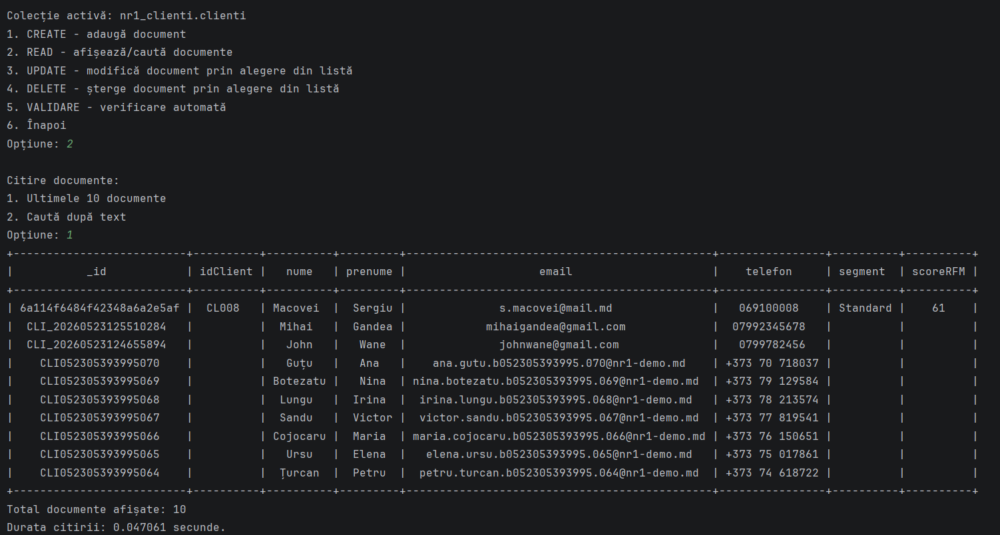 Colecție activă: nr1_clienti.clienti
1. CREATE - adaugă document
2. READ - afișează/caută documente
3. UPDATE - modifică document prin alegere din listă
4. DELETE - șterge document prin alegere din listă
5. VALIDARE - verificare automată
6. Înapoi
Opțiune: 2
Citire documente:
1. Ultimele 10 documente
2. Caută după text
Opțiune: 1
+--------------------------+----------+----------+---------+----------------------------------------------+----------------+----------+----------+
| _id | idClient | nume | prenume | email | telefon | segment | scoreRFM |
+--------------------------+----------+----------+---------+----------------------------------------------+----------------+----------+----------+
| 6a114f6484f42348a6a2e5af | CL008 | Macovei | Sergiu | s.macovei@mail.md | 069100008 | Standard | 61 |
| CLI_20260523125510284 | | Mihai | Gandea | mihaigandea@gmail.com | 07992345678 | | |
| CLI_20260523124655894 | | John | Wane | johnwane@gmail.com | 0799782456 | | |
| CLI052305393995070 | | Guțu | Ana | ana.gutu.b052305393995.070@nr1-demo.md | +373 70 718037 | | |
| CLI052305393995069 | | Botezatu | Nina | nina.botezatu.b052305393995.069@nr1-demo.md | +373 79 129584 | | |
| CLI052305393995068 | | Lungu | Irina | irina.lungu.b052305393995.068@nr1-demo.md | +373 78 213574 | | |
| CLI052305393995067 | | Sandu | Victor | victor.sandu.b052305393995.067@nr1-demo.md | +373 77 819541 | | |
| CLI052305393995066 | | Cojocaru | Maria | maria.cojocaru.b052305393995.066@nr1-demo.md | +373 76 150651 | | |
| CLI052305393995065 | | Ursu | Elena | elena.ursu.b052305393995.065@nr1-demo.md | +373 75 017861 | | |
| CLI052305393995064 | | Țurcan | Petru | petru.turcan.b052305393995.064@nr1-demo.md | +373 74 618722 | | |
+--------------------------+----------+----------+---------+----------------------------------------------+----------------+----------+----------+
Total documente afișate: 10
Durata citirii: 0.047061 secunde.